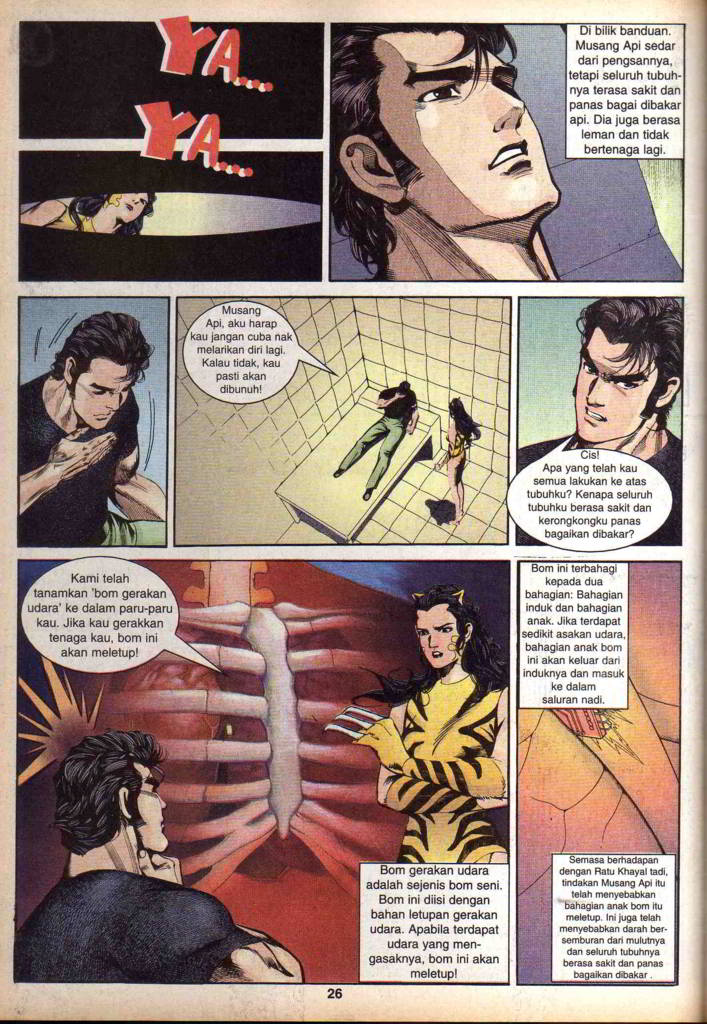 YA....
YA....
Di bilik banduan.
Musang Api sedar
dari pengsannya,
tetapi seluruh tubuh-
nya terasa sakit dan
panas bagai dibakar
api. Dia juga berasa
leman dan tidak
bertenaga lagi.
Musang
Api, aku harap
kau jangan cuba nak
melarikan diri lagi.
Kalau tidak, kau
pasti akan
dibunuh!
Cis!
Apa yang telah kau
semua lakukan ke atas
tubuhku? Kenapa seluruh
tubuhku berasa sakit dan
kerongkongku panas
bagaikan dibakar?
Kami telah
tanamkan 'bom gerakan
udara' ke dalam paru-paru
kau. Jika kau gerakkan
tenaga kau, bom ini
akan meletup!
Bom gerakan udara
adalah sejenis bom seni.
Bom ini diisi dengan
bahan letupan gerakan
udara. Apabila terdapat
udara yang men-
gasaknya, bom ini akan
meletup!
Bom ini terbahagi
kepada dua
bahagian: Bahagian
induk dan bahagian
anak. Jika terdapat
sedikit asakan udara,
bahagian anak bom
ini akan keluar dari
induknya dan masuk
ke dalam
saluran nadi.
Semasa berhadapan
dengan Ratu Khayal tadi,
tindakan Musang Api itu
telah menyebabkan
bahagian anak bom itu
meletup. Ini juga telah
menyebabkan darah ber-
semburan dari mulutnya
dan seluruh tubuhnya
berasa sakit dan panas
bagaikan dibakar .
26